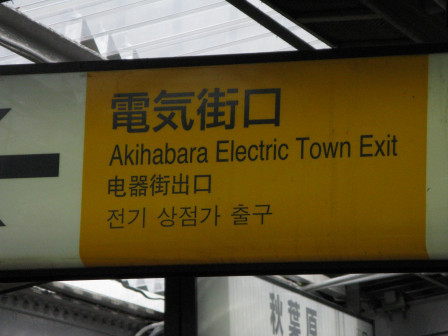 電気街口
Akihabara Electric Town Exit
电器街出口
전기 상점가 출구
秋葉原